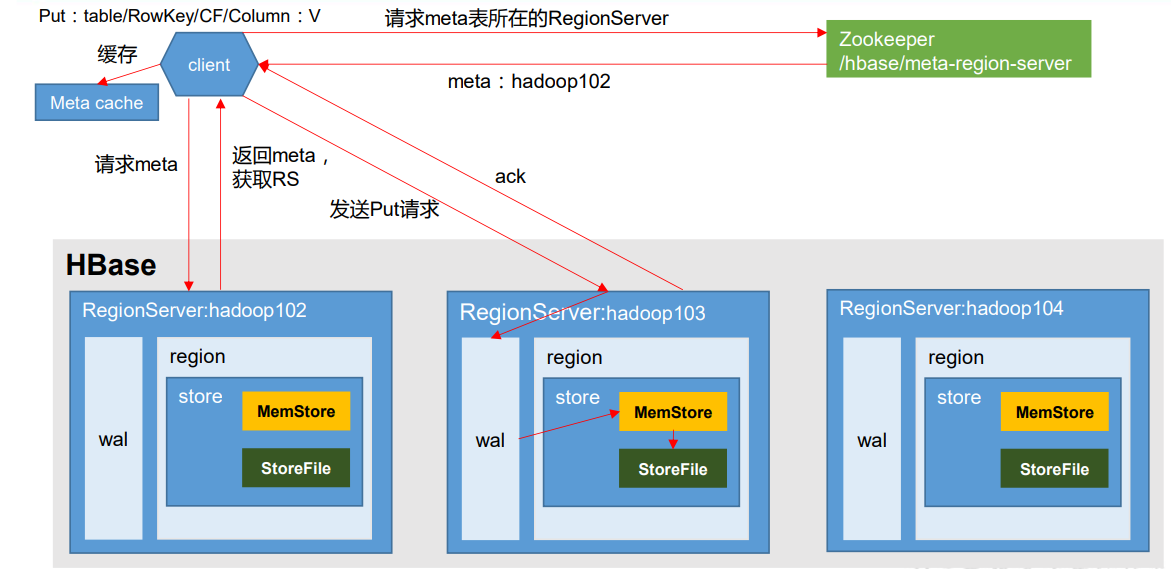 Put：table/RowKey/CF/Column：V
请求meta表所在的RegionServer
缓存
client
Zookeeper
/hbase/meta-region-server
meta：hadoop102
Meta cache
请求meta
返回meta，
获取RS
ack
发送Put请求
HBase
RegionServer:hadoop102
wal
region
store
MemStore
StoreFile
RegionServer:hadoop103
wal
region
store
MemStore
StoreFile
RegionServer:hadoop104
wal
region
store
MemStore
StoreFile